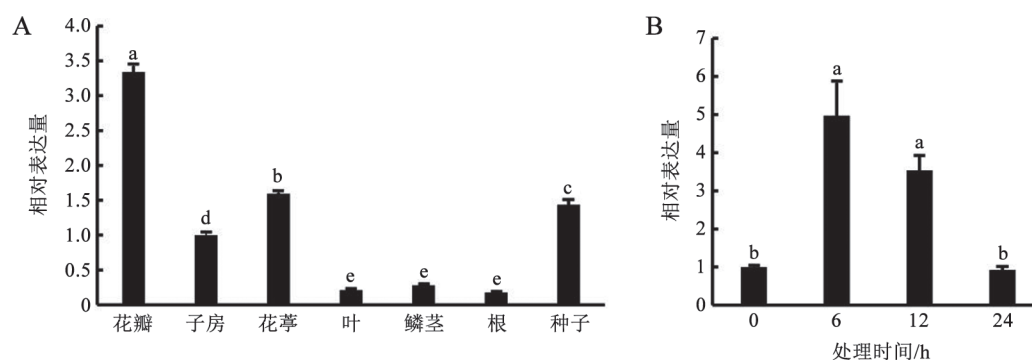 A
相对表达量
4.0
3.5
3.0
2.5
2.0
1.5
1.0
0.5
0
a
d
b
e
e
e
c
花瓣 子房 花葶 叶 鳞茎 根 种子
B
相对表达量
7
6
5
4
3
2
1
0
b
a
a
b
0 6 12 24
处理时间/h